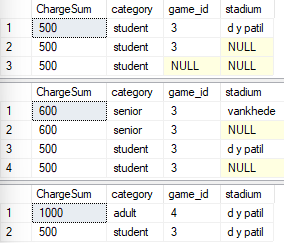 ChargeSum category game_id stadium
1 500 student 3 d y patil
2 500 student 3 NULL
3 500 student NULL NULL
ChargeSum category game_id stadium
1 600 senior 3 vankhede
2 600 senior 3 NULL
3 500 student 3 d y patil
4 500 student 3 NULL
ChargeSum category game_id stadium
1 1000 adult 4 d y patil
2 500 student 3 d y patil